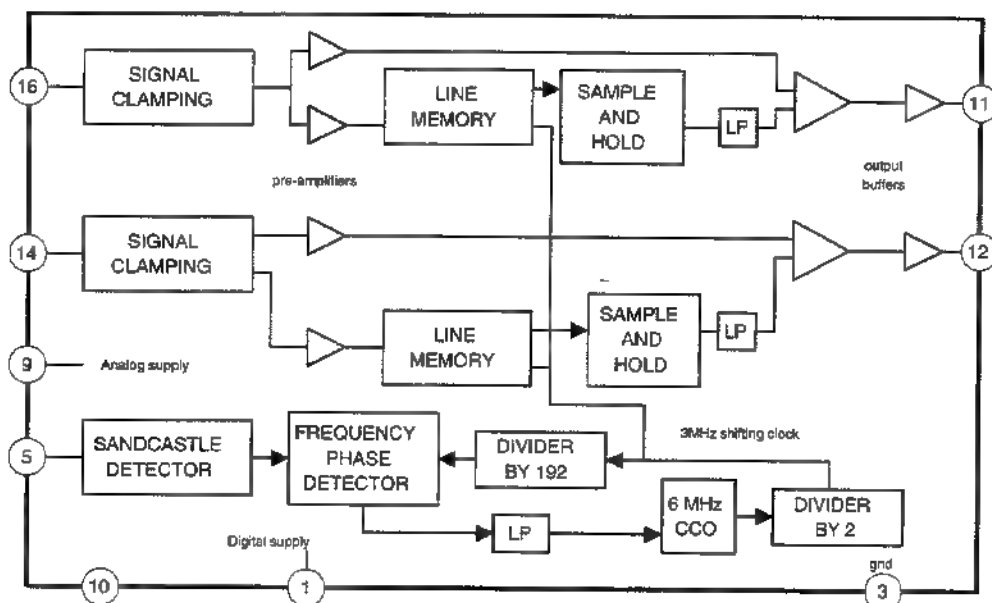 16
SIGNAL
CLAMPING
LINE
MEMORY
SAMPLE
AND
HOLD
LP
11
pre-amplifiers
output
buffers
14
SIGNAL
CLAMPING
LINE
MEMORY
SAMPLE
AND
HOLD
LP
12
9
Analog supply
5
SANDCASTLE
DETECTOR
FREQUENCY
PHASE
DETECTOR
DIVIDER
BY 192
3MHz shifting clock
LP
6 MHz
CCO
DIVIDER
BY 2
Digital supply
gnd
10
1
3